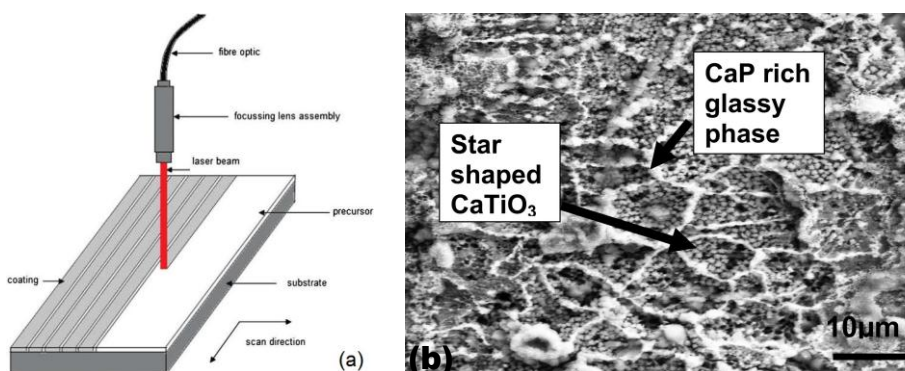 fibre optic
focussing lens assembly
laser beam
precursor
coating
substrate
scan direction
(a)
CaP rich
glassy
phase
Star
shaped
CaTiO₃
10μm
(b)